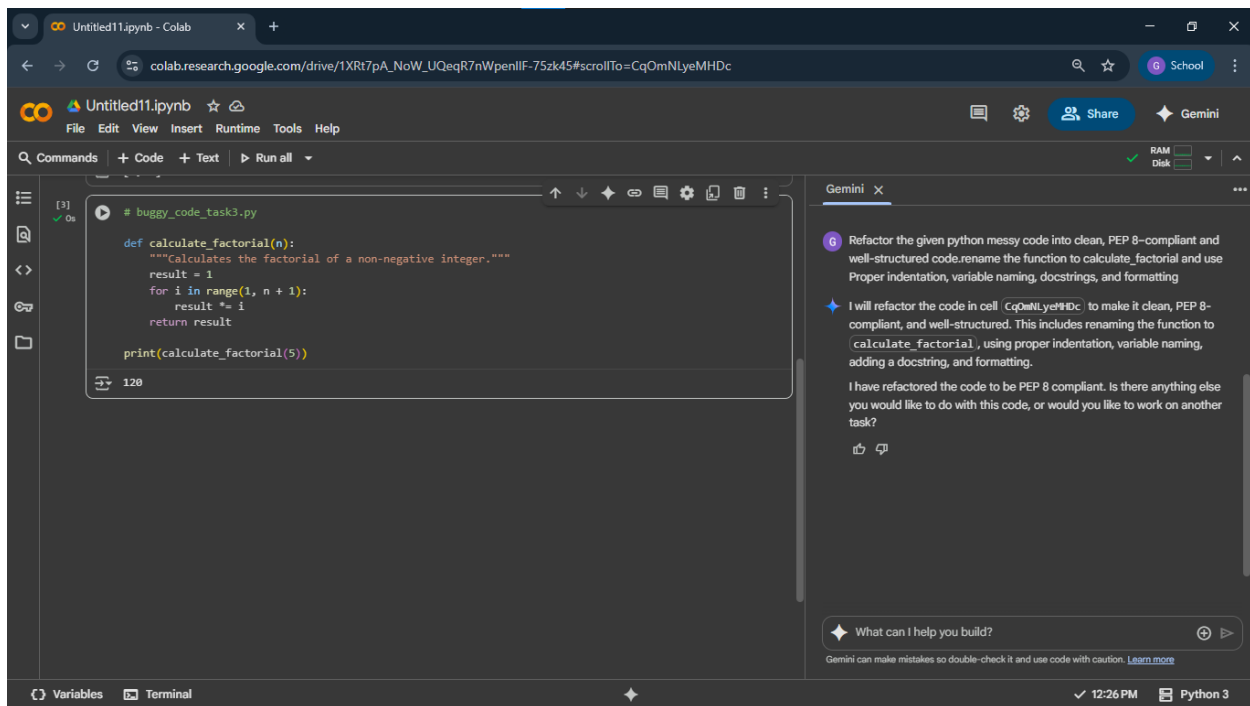 Untitled11.ipynb - Colab
colab.research.google.com/drive/1XRt7pA_NoW_UQeqR7nWpenIIF-75zk45#scrollTo=CqOmNLyeMHDc
G School
CO Untitled11.ipynb
File Edit View Insert Runtime Tools Help
Share
Gemini
Commands + Code + Text Run all
RAM
Disk
[3]
0s
# buggy_code_task3.py
def calculate_factorial(n):
"""Calculates the factorial of a non-negative integer."""
result = 1
for i in range(1, n + 1):
result *= i
return result
print(calculate_factorial(5))
120
Gemini
G Refactor the given python messy code into clean, PEP 8-compliant and
well-structured code.rename the function to calculate_factorial and use
Proper indentation, variable naming, docstrings, and formatting
I will refactor the code in cell CqOmNLyeMHDc to make it clean, PEP 8-
compliant, and well-structured. This includes renaming the function to
calculate_factorial, using proper indentation, variable naming,
adding a docstring, and formatting.
I have refactored the code to be PEP 8 compliant. Is there anything else
you would like to do with this code, or would you like to work on another
task?
What can I help you build?
Gemini can make mistakes so double-check it and use code with caution. Learn more
{} Variables Terminal
12:26 PM Python 3